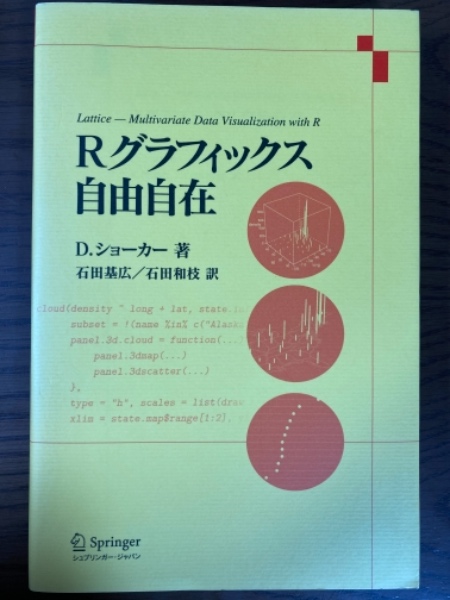 Lattice — Multivariate Data Visualization with R
Rグラフィックス
自由自在
D.ショーカー 著
石田基広／石田和枝 訳
cloud(density ~ long + lat, state.in
subset = !(name %in% c("Alaska
panel.3d.cloud = function(...)
panel.3dmap(...)
panel.3dscatter(...)
},
type = "h", scales = list(draw
xlim = state.map$range[1:2],
Springer
シュプリンガー・ジャパン